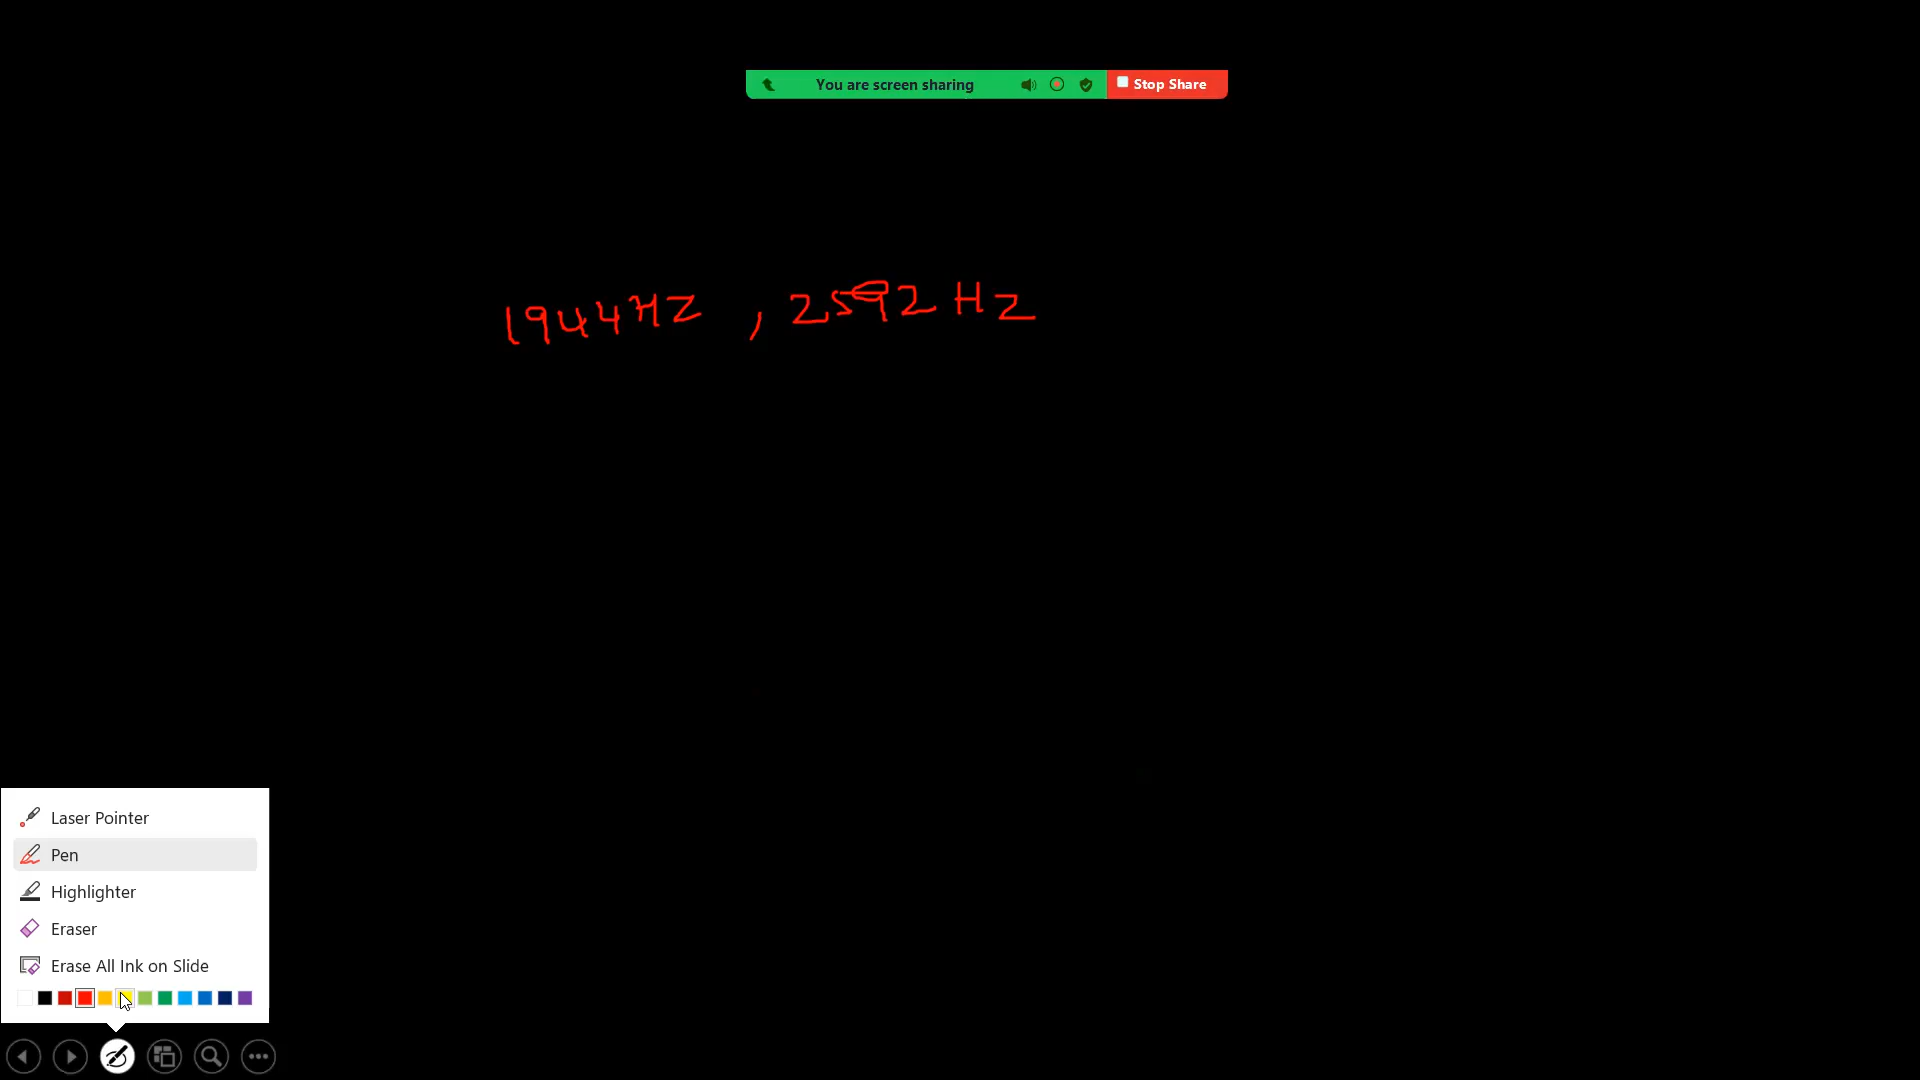 You are screen sharing Stop Share
1944Hz , 2592 Hz
Laser Pointer
Pen
Highlighter
Eraser
Erase All Ink on Slide